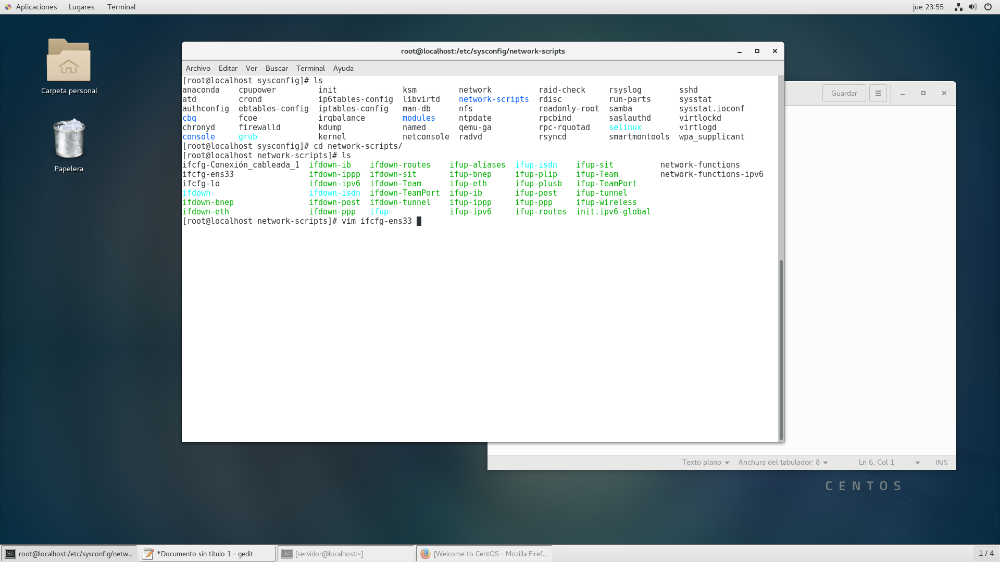 Aplicaciones Lugares Terminal jue 23:55
Carpeta personal
Papelera
root@localhost:/etc/sysconfig/network-scripts
Archivo Editar Ver Buscar Terminal Ayuda
[root@localhost sysconfig]# ls
anaconda cpupower init ksm network raid-check rsyslog sshd
atd crond ip6tables-config libvirtd network-scripts rdisc run-parts sysstat
authconfig ebtables-config iptables-config man-db nfs readonly-root samba sysstat.ioconf
cbq fcoe irqbalance modules ntpdate rpcbind saslauthd virtlockd
chronyd firewalld kdump named qemu-ga rpc-rquotad selinux virtlogd
console grub kernel netconsole radvd rsyncd smartmontools wpa_supplicant
[root@localhost sysconfig]# cd network-scripts/
[root@localhost network-scripts]# ls
ifcfg-Conexión_cableada_1 ifdown-ib ifdown-routes ifup-aliases ifup-isdn ifup-sit network-functions
ifcfg-ens33 ifdown-ippp ifdown-sit ifup-bnep ifup-plip ifup-Team network-functions-ipv6
ifcfg-lo ifdown-ipv6 ifdown-Team ifup-eth ifup-plusb ifup-TeamPort
ifdown ifdown-isdn ifdown-TeamPort ifup-ib ifup-post ifup-tunnel
ifdown-bnep ifdown-post ifdown-tunnel ifup-ippp ifup-ppp ifup-wireless
ifdown-eth ifdown-ppp ifup ifup-ipv6 ifup-routes init.ipv6-global
[root@localhost network-scripts]# vim ifcfg-ens33
Guardar
Texto plano Anchura del tabulador: 8 Ln 6, Col 1 INS
CENTOS
root@localhost:/etc/sysconfig/netw... *Documento sin título 1 - gedit [servidor@localhost:~] [Welcome to CentOS - Mozilla Firef... 1 / 4